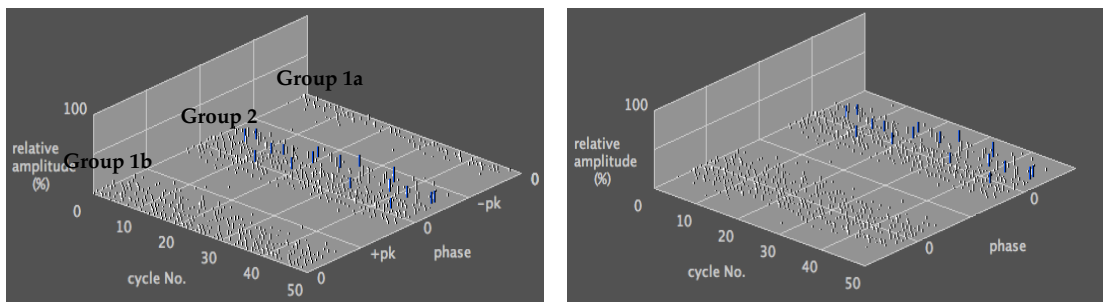 Group 1a
Group 2
Group 1b
100
relative
amplitude
(%)
0
10
20
30
40
50
cycle No.
0
+pk
0
−pk
0
phase
100
relative
amplitude
(%)
0
10
20
30
40
50
cycle No.
0
0
phase